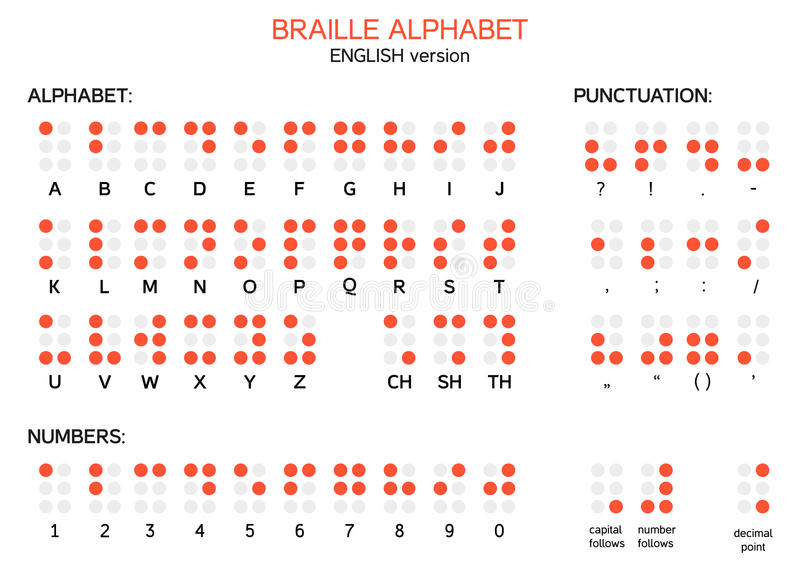 BRAILLE ALPHABET
ENGLISH version
ALPHABET:
A B C D E F G H I J
K L M N O P Q R S T
U V W X Y Z CH SH TH
NUMBERS:
1 2 3 4 5 6 7 8 9 0
PUNCTUATION:
? ! . -
, ; : /
„ “ ( ) ’
capital follows
number follows
decimal point
dreamstime